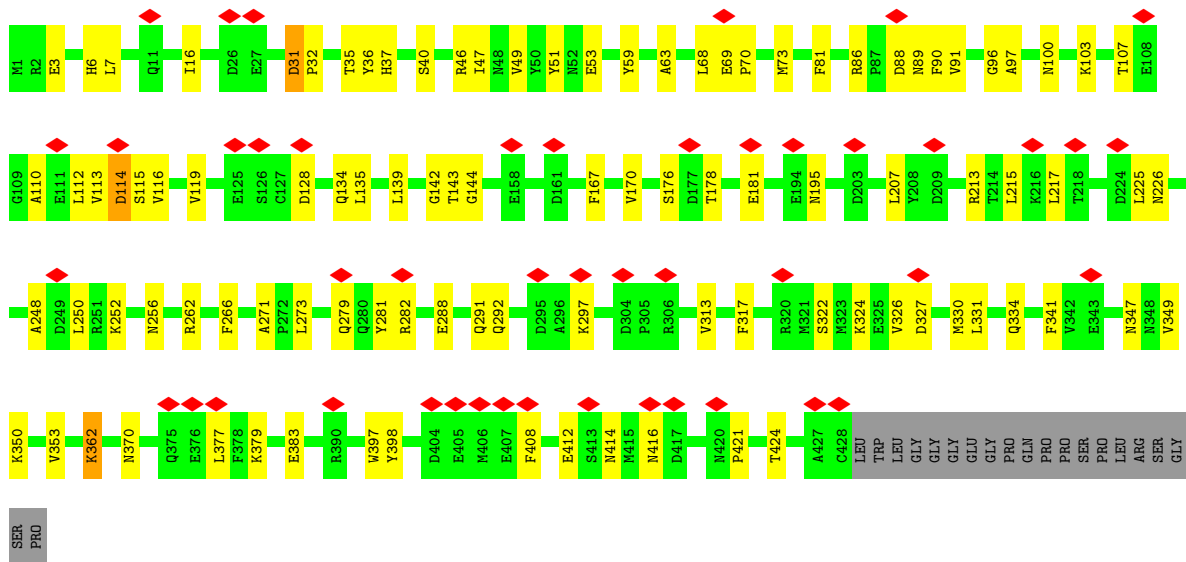 M1 R2 E3 H6 L7 Q11 I16 D26 E27 D31 P32 T35 Y36 H37 S40 R46 I47 N48 V49 Y50 Y51 N52 E53 Y59 A63 L68 E69 P70 M73 F81 R86 P87 D88 N89 F90 V91 G96 A97 N100 K103 T107 E108
G109 A110 E111 L112 V113 D114 S115 V116 V119 E125 S126 C127 D128 Q134 L135 L139 G142 T143 G144 E158 D161 F167 V170 S176 D177 T178 E181 E194 N195 D203 L207 Y208 D209 R213 T214 L215 K216 L217 T218 D224 L225 N226
A248 D249 L250 R251 K252 N256 R262 F266 A271 P272 L273 Q279 Q280 Y281 R282 E288 Q291 Q292 D295 A296 K297 D304 P305 R306 V313 F317 R320 M321 S322 M323 K324 E325 V326 D327 M330 L331 Q334 F341 V342 E343 N347 N348 V349
K350 V353 K362 N370 Q375 E376 L377 F378 K379 E383 R390 W397 Y398 D404 E405 M406 E407 F408 E412 S413 N414 M415 N416 D417 N420 P421 T424 A427 C428 LEU TRP LEU GLY GLY GLY GLU GLY PRO GLN PRO PRO SER PRO LEU ARG SER GLY
SER PRO